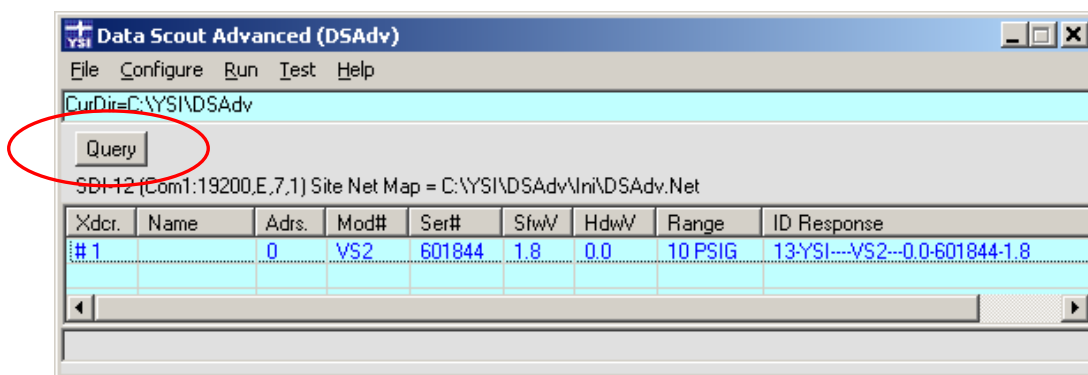 YSI Data Scout Advanced (DSAdv)
File Configure Run Test Help
CurDir=C:\YSI\DSAdv
Query
SDI-12 (Com1:19200,E,7,1) Site Net Map = C:\YSI\DSAdv\Ini\DSAdv.Net
Xdcr. Name Adrs. Mod# Ser# SfwV HdwV Range ID Response
# 1 0 VS2 601844 1.8 0.0 10 PSIG 13-YSI----VS2---0.0-601844-1.8